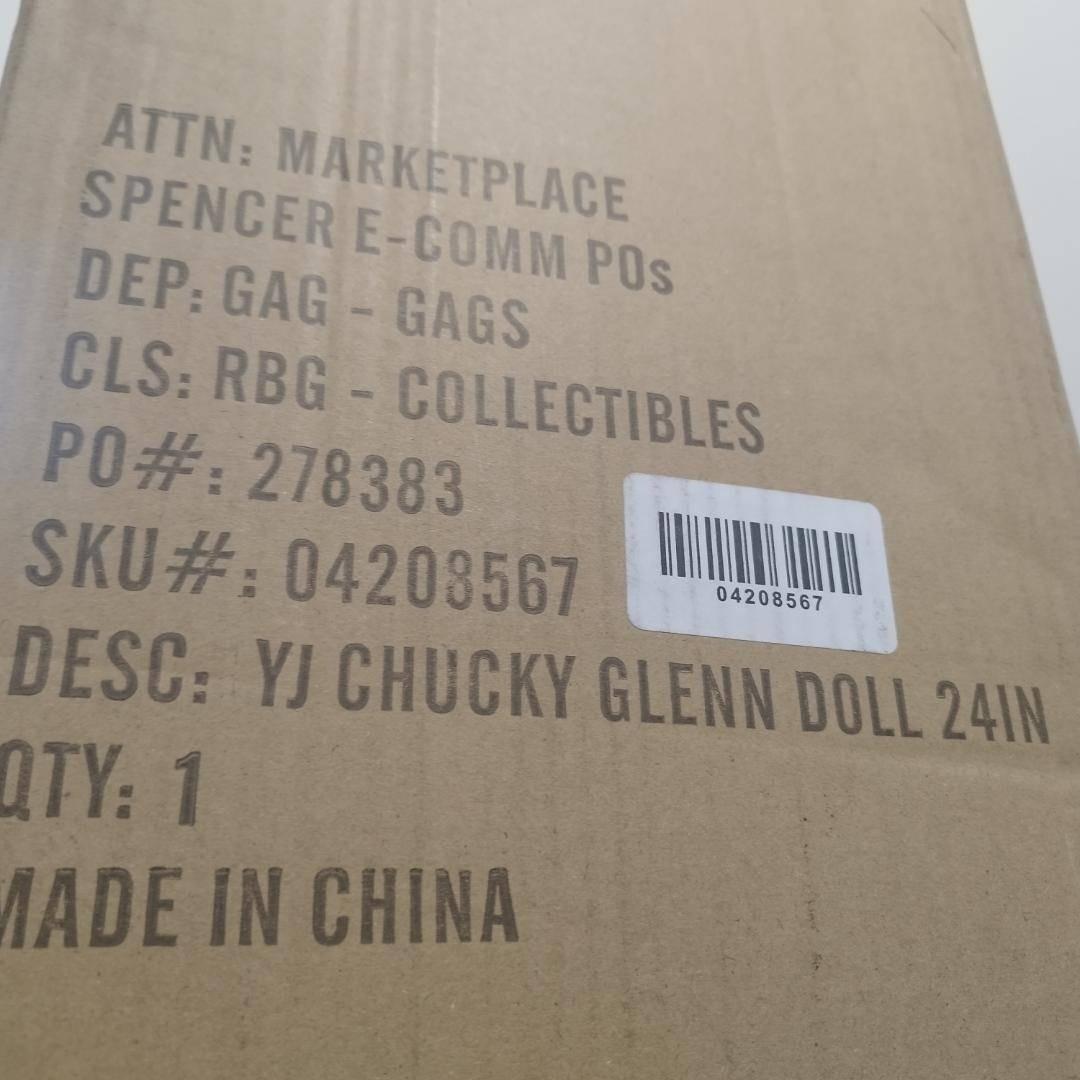 ATTN: MARKETPLACE
SPENCER E-COMM POs
DEP: GAG - GAGS
CLS: RBG - COLLECTIBLES
PO#: 278383
SKU#: 04208567
04208567
DESC: YJ CHUCKY GLENN DOLL 24IN
QTY: 1
MADE IN CHINA